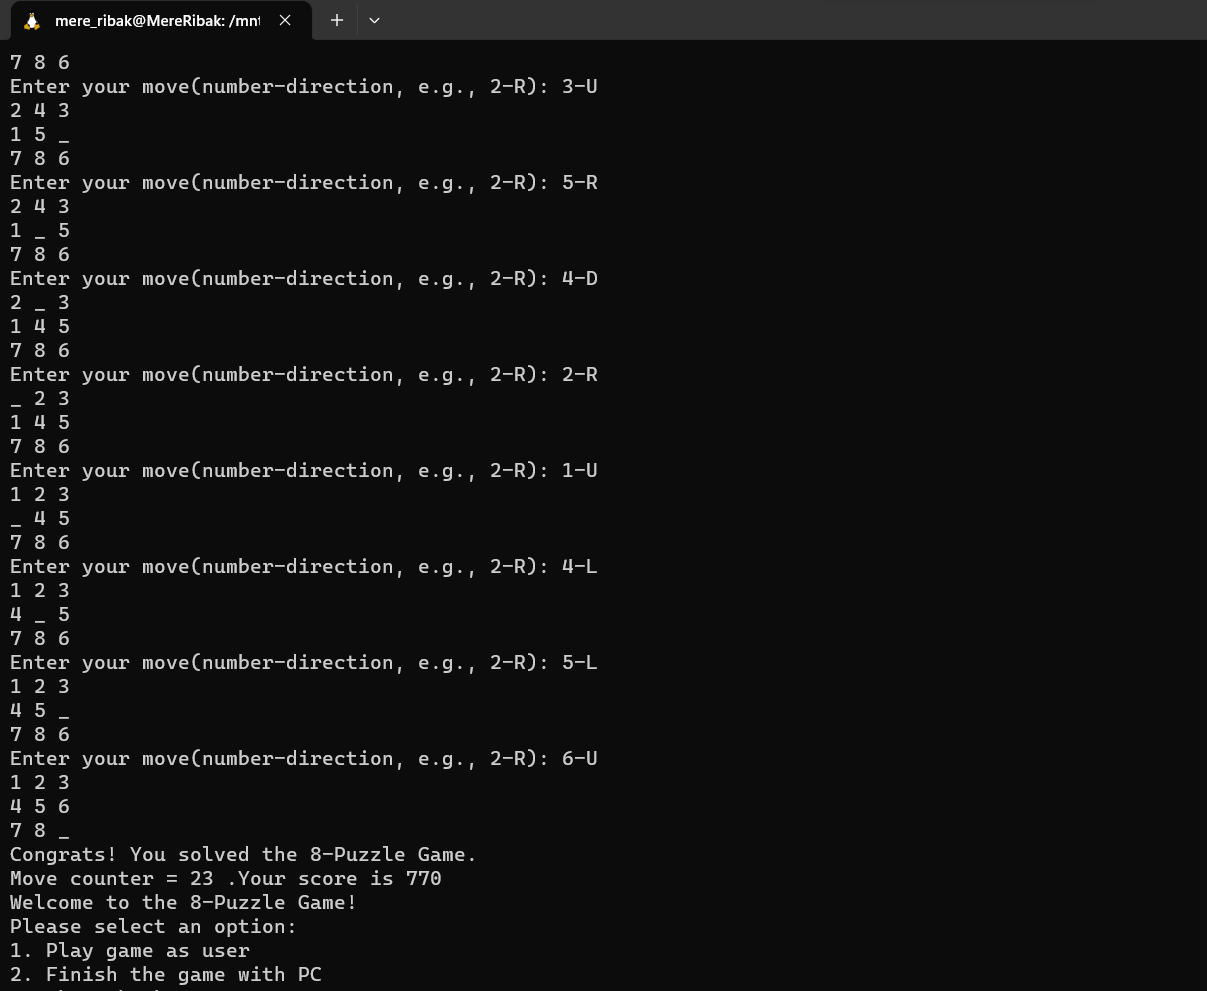 mere_ribak@MereRibak: /mnt
7 8 6
Enter your move(number-direction, e.g., 2-R): 3-U
2 4 3
1 5 _
7 8 6
Enter your move(number-direction, e.g., 2-R): 5-R
2 4 3
1 _ 5
7 8 6
Enter your move(number-direction, e.g., 2-R): 4-D
2 _ 3
1 4 5
7 8 6
Enter your move(number-direction, e.g., 2-R): 2-R
_ 2 3
1 4 5
7 8 6
Enter your move(number-direction, e.g., 2-R): 1-U
1 2 3
_ 4 5
7 8 6
Enter your move(number-direction, e.g., 2-R): 4-L
1 2 3
4 _ 5
7 8 6
Enter your move(number-direction, e.g., 2-R): 5-L
1 2 3
4 5 _
7 8 6
Enter your move(number-direction, e.g., 2-R): 6-U
1 2 3
4 5 6
7 8 _
Congrats! You solved the 8-Puzzle Game.
Move counter = 23 .Your score is 770
Welcome to the 8-Puzzle Game!
Please select an option:
1. Play game as user
2. Finish the game with PC